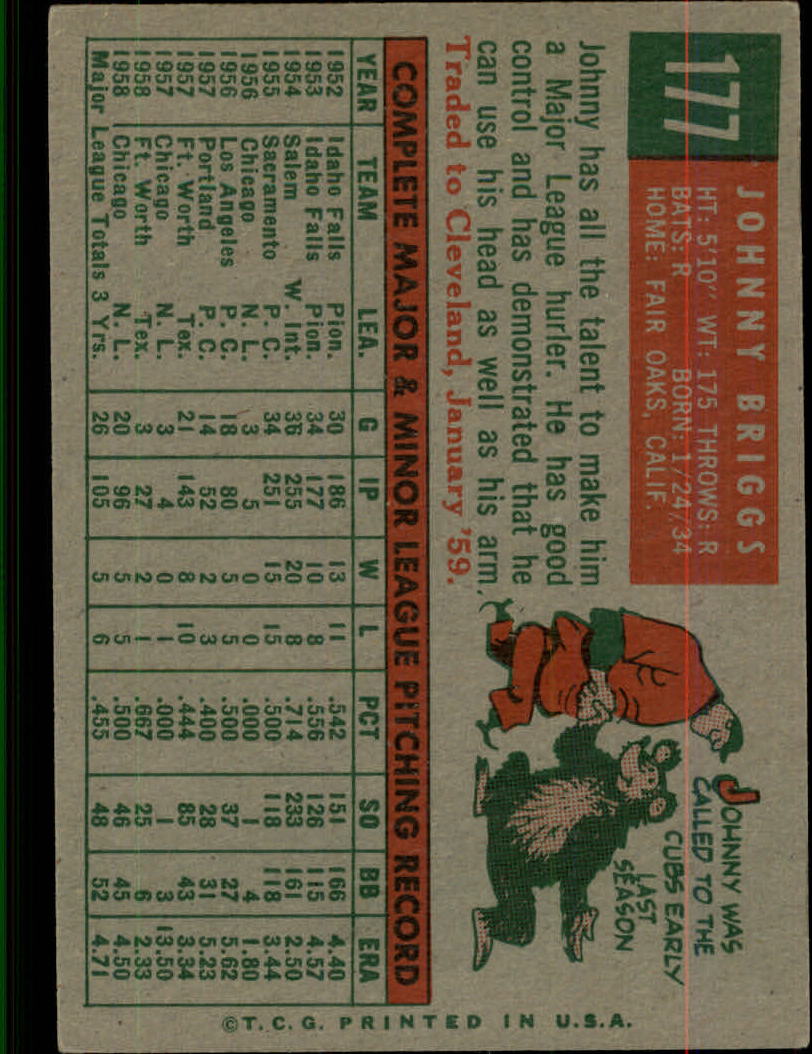 177
JOHNNY BRIGGS
HT: 5'10" WT: 175 THROWS: R
BATS: R BORN: 1/24/34
HOME: FAIR OAKS, CALIF.
Johnny has all the talent to make him
a Major League hurler. He has good
control and has demonstrated that he
can use his head as well as his arm.
Traded to Cleveland, January '59.
JOHNNY WAS
CALLED TO THE
CUBS EARLY
LAST
SEASON
COMPLETE MAJOR & MINOR LEAGUE PITCHING RECORD
YEAR TEAM LEA. G IP W L PCT SO BB ERA
1952 Idaho Falls Pion. 30 186 13 11 .542 151 166 4.40
1953 Idaho Falls Pion. 34 177 10 8 .556 126 115 4.57
1954 Salem W. Int. 36 255 20 8 .714 233 161 2.50
1955 Sacramento P. C. 34 251 15 15 .500 118 118 3.44
1956 Chicago N. L. 3 5 0 0 .000 1 4 1.80
1956 Los Angeles P. C. 18 80 5 5 .500 37 27 5.62
1957 Portland P. C. 14 52 2 3 .400 28 31 5.23
1957 Ft. Worth Tex. 21 143 8 10 .444 85 43 3.34
1957 Chicago N. L. 3 4 0 1 .000 1 3 13.50
1958 Ft. Worth Tex. 3 27 2 1 .667 25 6 2.33
1958 Chicago N. L. 20 96 5 5 .500 46 45 4.50
Major League Totals 3 Yrs. 26 105 5 6 .455 48 52 4.71
©T. C. G. PRINTED IN U.S.A.